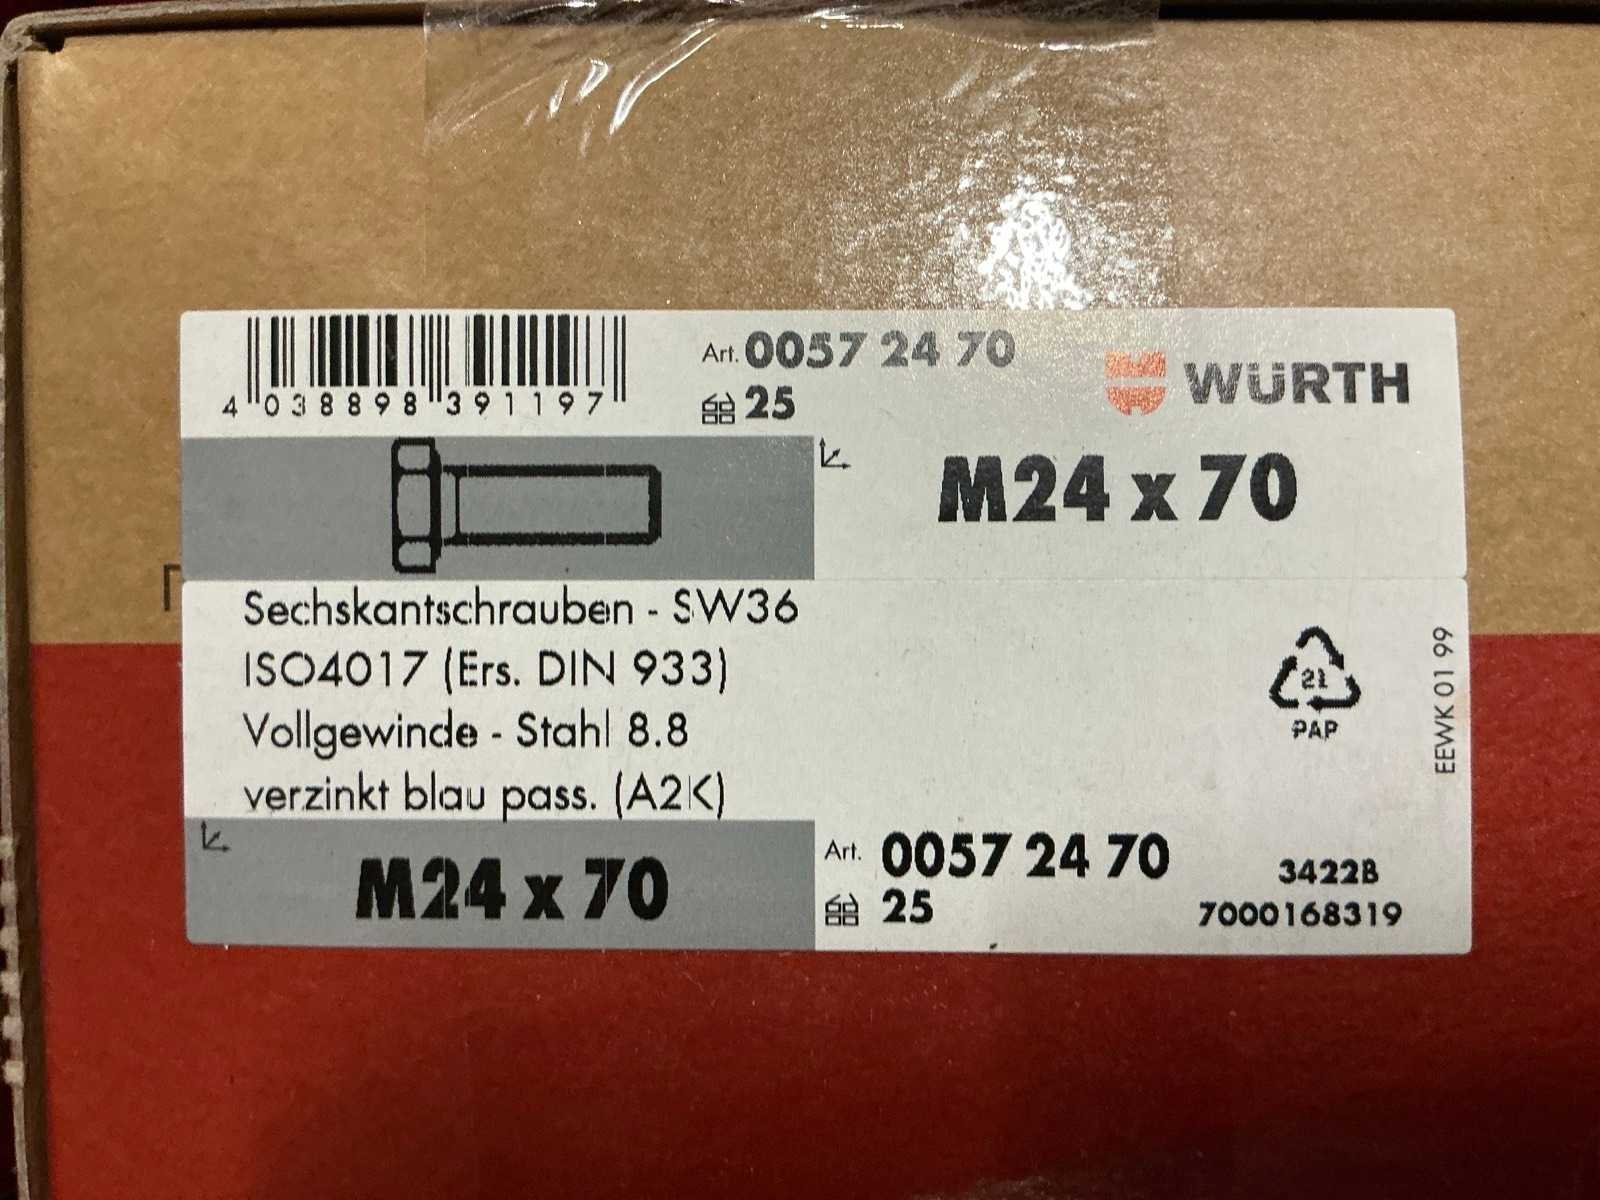 4 038898 391197
Art. 0057 24 70
25
WÜRTH
M24 x 70
Sechskantschrauben - SW36
ISO4017 (Ers. DIN 933)
Vollgewinde - Stahl 8.8
verzinkt blau pass. (A2K)
21
PAP
EEWK 01 99
M24 x 70
Art. 0057 24 70
25
3422B
7000168319